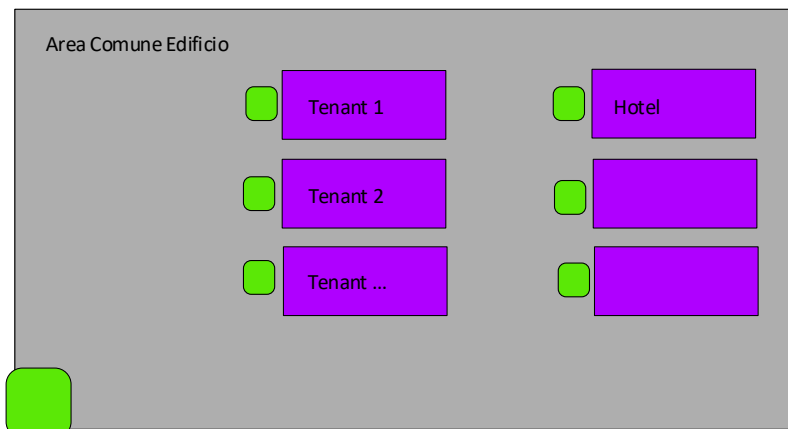 Area Comune Edificio
Tenant 1
Hotel
Tenant 2
Tenant ...